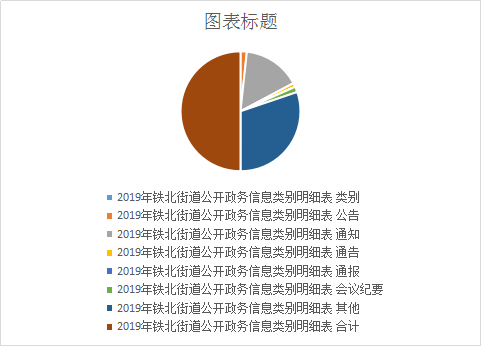 图表标题
2019年铁北街道公开政务信息类别明细表 类别
2019年铁北街道公开政务信息类别明细表 公告
2019年铁北街道公开政务信息类别明细表 通知
2019年铁北街道公开政务信息类别明细表 通告
2019年铁北街道公开政务信息类别明细表 通报
2019年铁北街道公开政务信息类别明细表 会议纪要
2019年铁北街道公开政务信息类别明细表 其他
2019年铁北街道公开政务信息类别明细表 合计